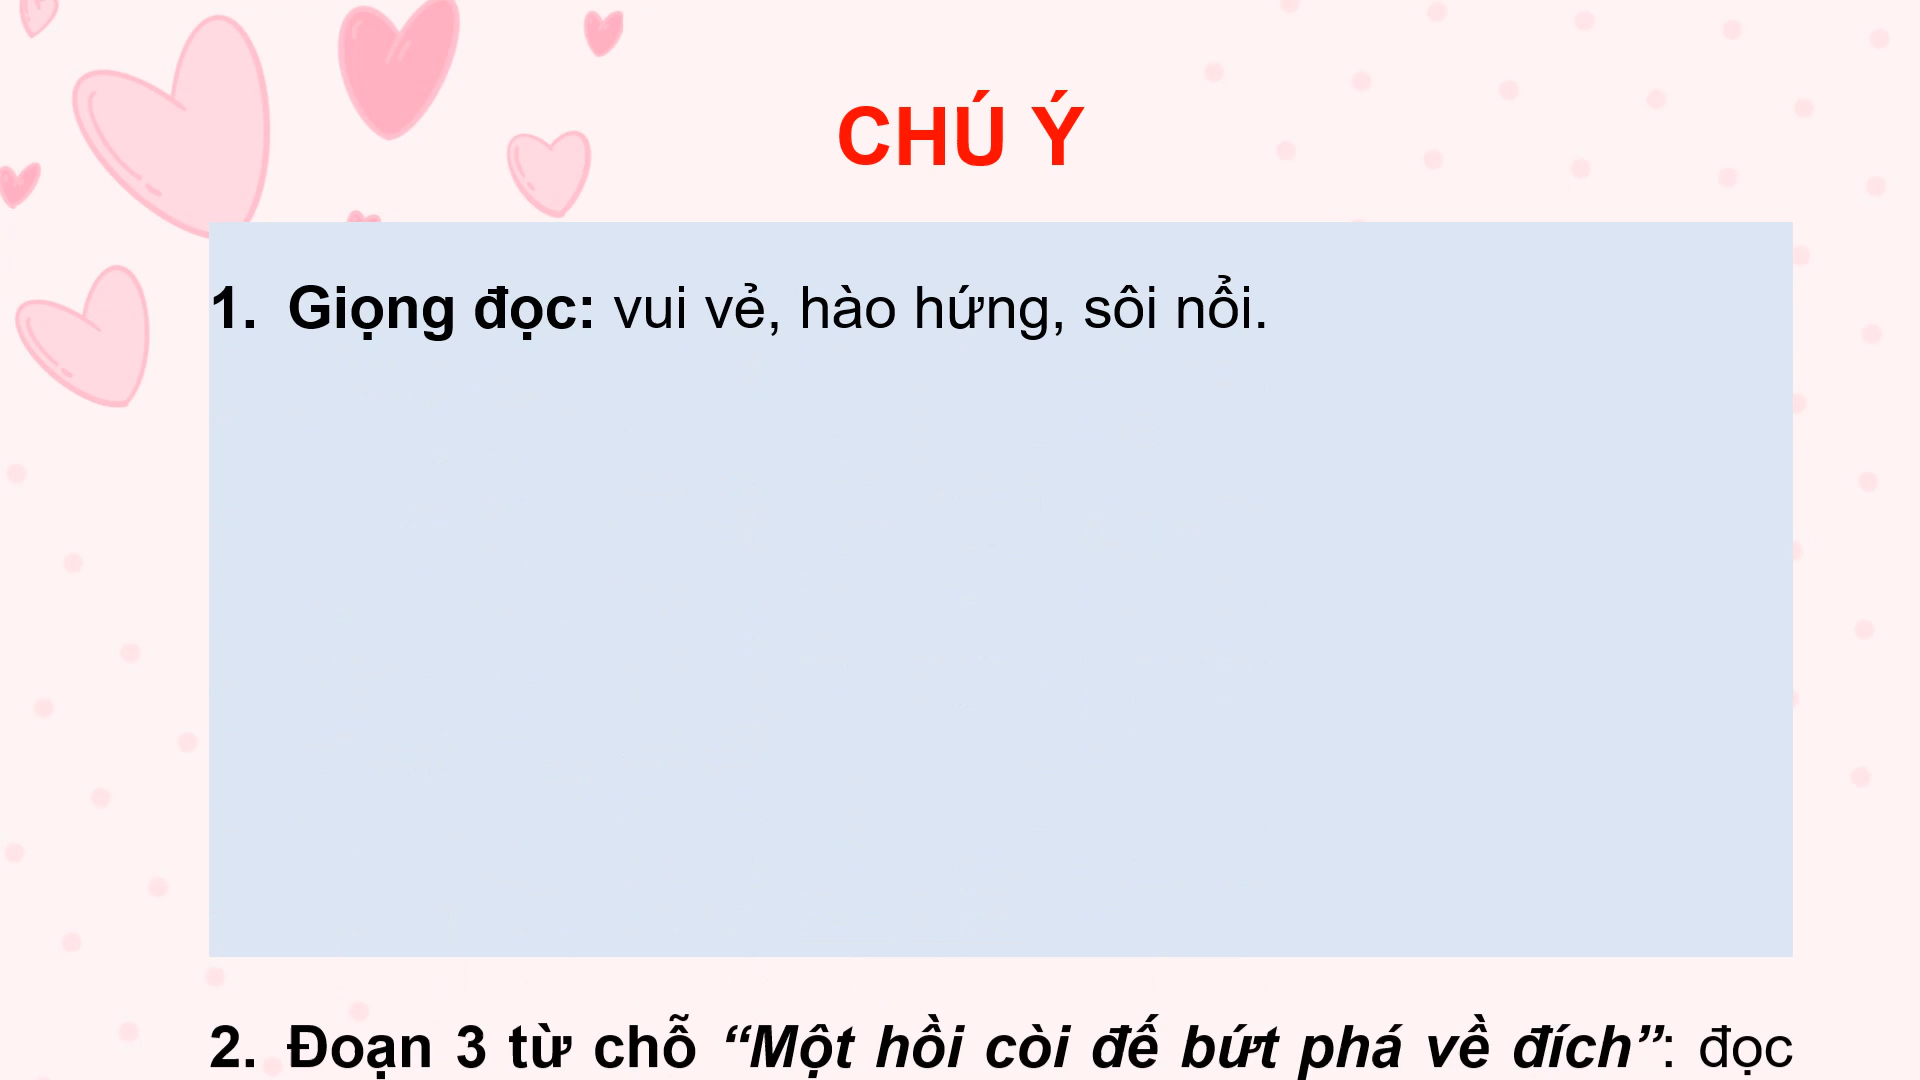 CHÚ Ý
1. Giọng đọc: vui vẻ, hào hứng, sôi nổi.
2. Đoạn 3 từ chỗ “Một hồi còi đế bứt phá về đích”: đọc